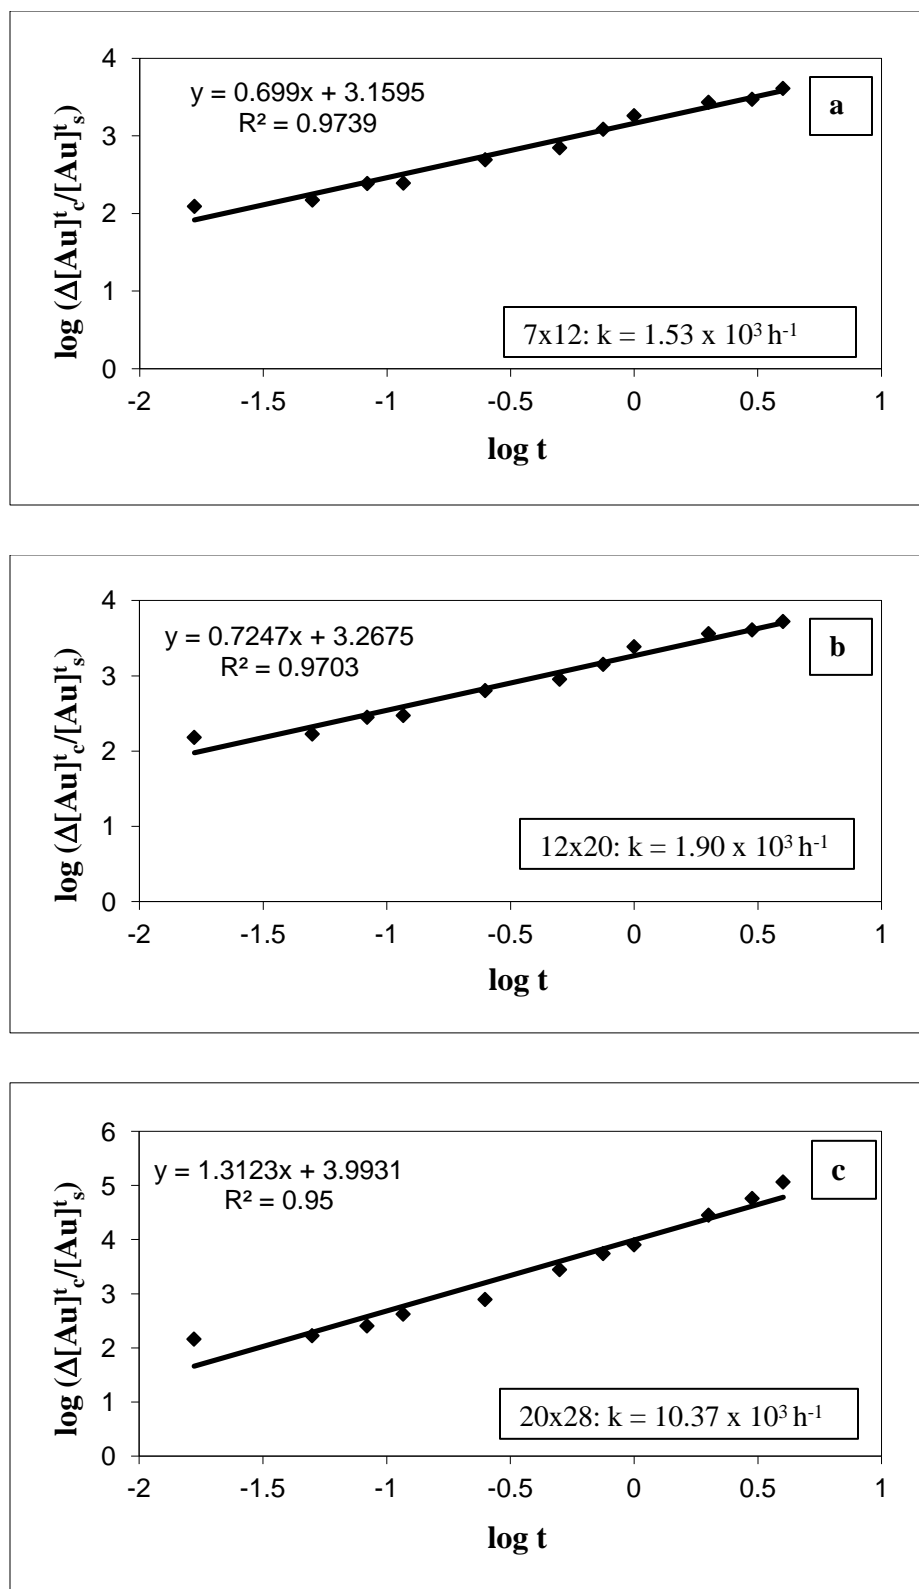 4
y = 0.699x + 3.1595
R² = 0.9739
a
3
2
1
0
log (Δ[Au]ᵗc/[Au]ᵗs)
7x12: k = 1.53 x 10³ h⁻¹
-2 -1.5 -1 -0.5 0 0.5 1
log t
4
y = 0.7247x + 3.2675
R² = 0.9703
b
3
2
1
0
log (Δ[Au]ᵗc/[Au]ᵗs)
12x20: k = 1.90 x 10³ h⁻¹
-2 -1.5 -1 -0.5 0 0.5 1
log t
6
y = 1.3123x + 3.9931
R² = 0.95
c
5
4
3
2
1
0
log (Δ[Au]ᵗc/[Au]ᵗs)
20x28: k = 10.37 x 10³ h⁻¹
-2 -1.5 -1 -0.5 0 0.5 1
log t